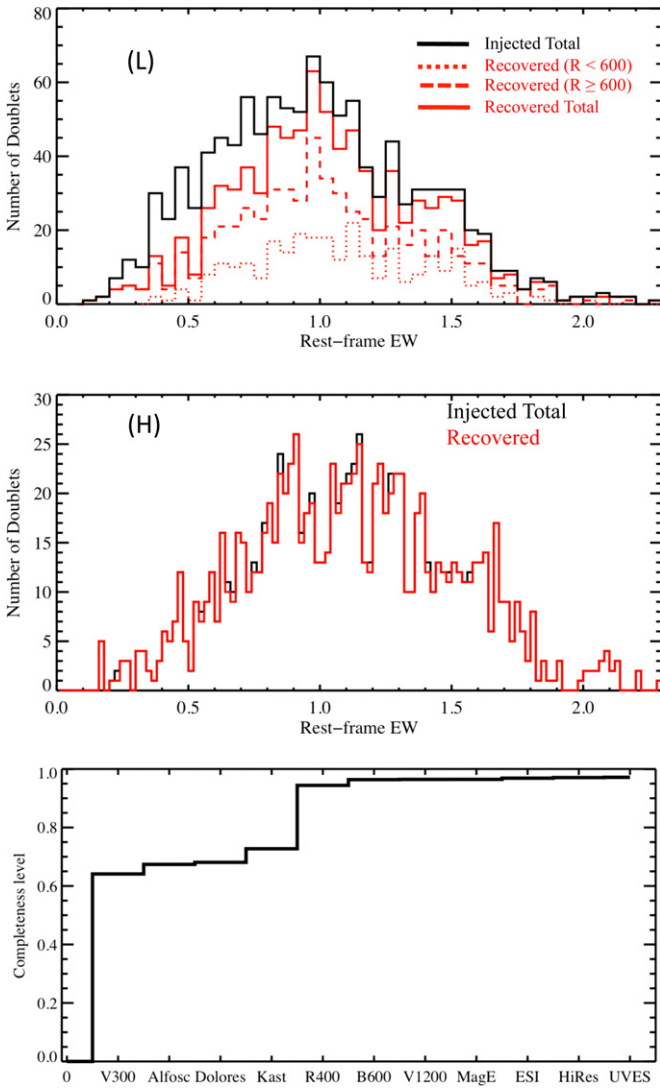 80
(L)
Injected Total
Recovered (R < 600)
Recovered (R ≥ 600)
Recovered Total
60
40
20
0
Number of Doublets
0.0 0.5 1.0 1.5 2.0
Rest−frame EW
30
(H)
Injected Total
Recovered
25
20
15
10
5
0
Number of Doublets
0.0 0.5 1.0 1.5 2.0
Rest−frame EW
1.0
0.8
0.6
0.4
0.2
0.0
Completeness level
0 V300 Alfosc Dolores Kast R400 B600 V1200 MagE ESI HiRes UVES